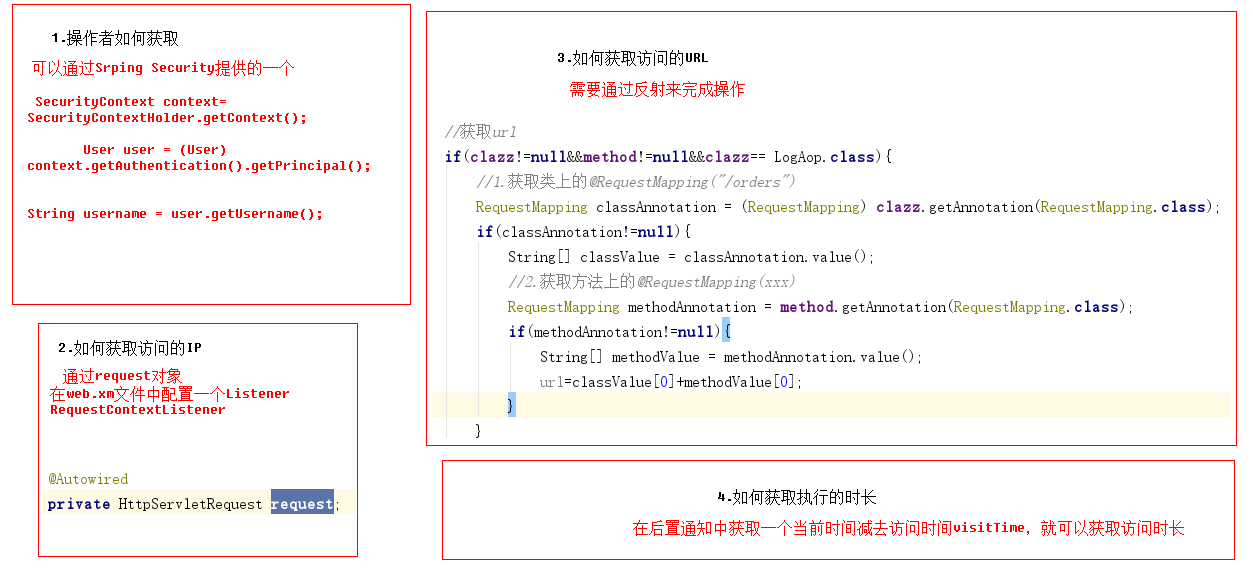 1.操作者如何获取
可以通过Srping Security提供的一个
SecurityContext context=
SecurityContextHolder.getContext();
User user = (User)
context.getAuthentication().getPrincipal();
String username = user.getUsername();
2.如何获取访问的IP
通过request对象
在web.xm文件中配置一个Listener
RequestContextListener
@Autowired
private HttpServletRequest request;
3.如何获取访问的URL
需要通过反射来完成操作
//获取url
if(clazz!=null&&method!=null&&clazz== LogAop.class){
//1.获取类上的@RequestMapping("/orders")
RequestMapping classAnnotation = (RequestMapping) clazz.getAnnotation(RequestMapping.class);
if(classAnnotation!=null){
String[] classValue = classAnnotation.value();
//2.获取方法上的@RequestMapping(xxx)
RequestMapping methodAnnotation = method.getAnnotation(RequestMapping.class);
if(methodAnnotation!=null){
String[] methodValue = methodAnnotation.value();
url=classValue[0]+methodValue[0];
}
}
4.如何获取执行的时长
在后置通知中获取一个当前时间减去访问时间visitTime, 就可以获取访问时长